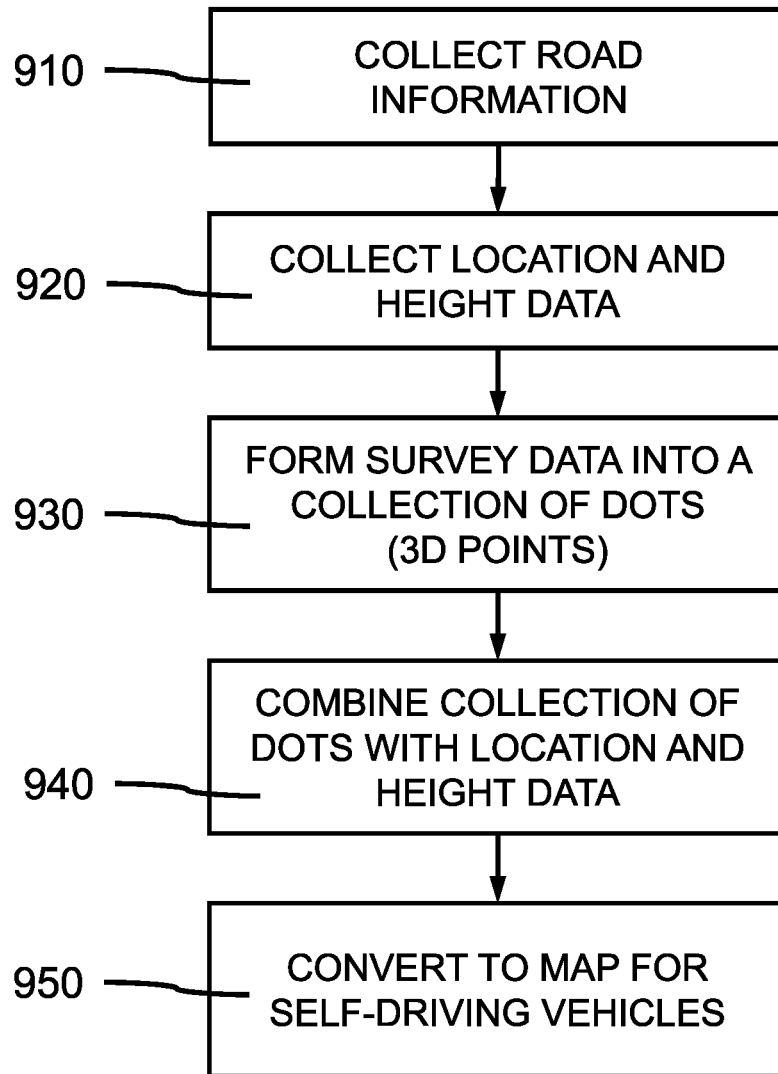 910
COLLECT ROAD
INFORMATION
920
COLLECT LOCATION AND
HEIGHT DATA
930
FORM SURVEY DATA INTO A
COLLECTION OF DOTS
(3D POINTS)
940
COMBINE COLLECTION OF
DOTS WITH LOCATION AND
HEIGHT DATA
950
CONVERT TO MAP FOR
SELF-DRIVING VEHICLES